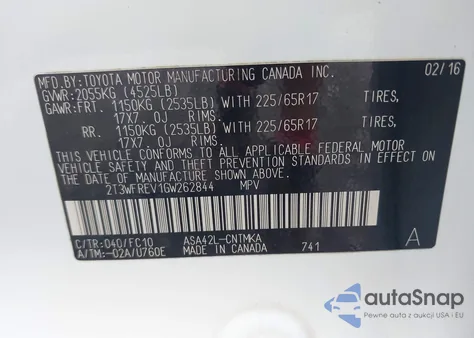 MFD.BY:TOYOTA MOTOR MANUFACTURING CANADA INC. 02/16
GVWR:2055KG (4525LB)
GAWR:FRT. 1150KG (2535LB) WITH 225/65R17 TIRES,
17X7.0J RIMS.
RR. 1150KG (2535LB) WITH 225/65R17 TIRES,
17X7.0J RIMS.
THIS VEHICLE CONFORMS TO ALL APPLICABLE FEDERAL MOTOR
VEHICLE SAFETY AND THEFT PREVENTION STANDARDS IN EFFECT
ON THE DATE OF MANUFACTURE SHOWN ABOVE.
2T3WFREV1GW262844 MPV
C/TR:040/FC10 ASA42L-CNTMKA
A/TM:-02A/U760E MADE IN CANADA 741 A
autoSnap
Pewne auta z aukcji USA i EU